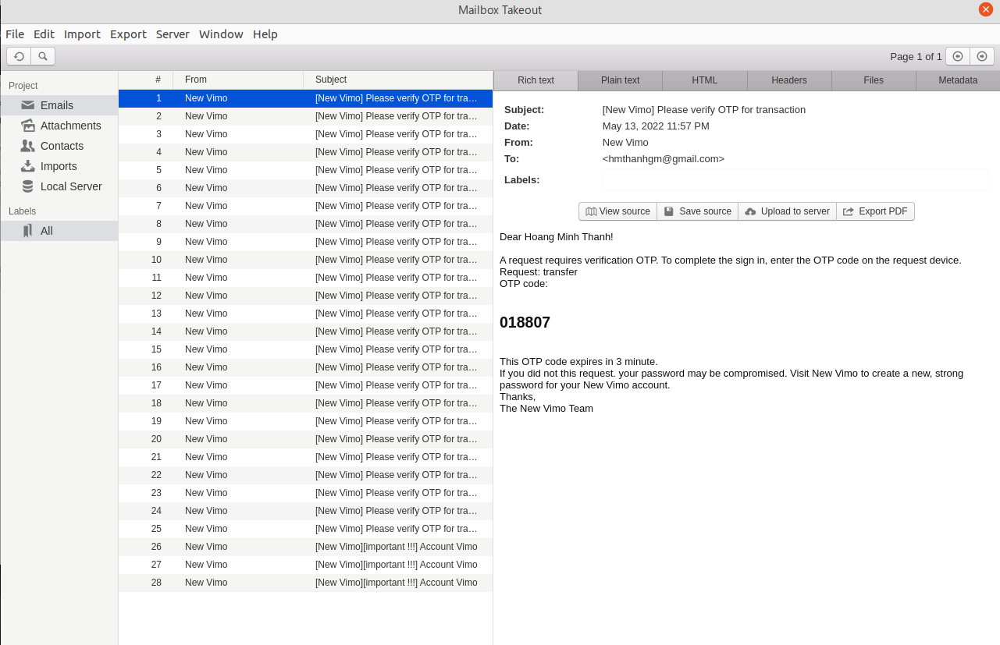 Mailbox Takeout
File Edit Import Export Server Window Help
Page 1 of 1
Project
Emails
Attachments
Contacts
Imports
Local Server
Labels
All
# From Subject
1 New Vimo [New Vimo] Please verify OTP for tra…
2 New Vimo [New Vimo] Please verify OTP for tra…
3 New Vimo [New Vimo] Please verify OTP for tra…
4 New Vimo [New Vimo] Please verify OTP for tra…
5 New Vimo [New Vimo] Please verify OTP for tra…
6 New Vimo [New Vimo] Please verify OTP for tra…
7 New Vimo [New Vimo] Please verify OTP for tra…
8 New Vimo [New Vimo] Please verify OTP for tra…
9 New Vimo [New Vimo] Please verify OTP for tra…
10 New Vimo [New Vimo] Please verify OTP for tra…
11 New Vimo [New Vimo] Please verify OTP for tra…
12 New Vimo [New Vimo] Please verify OTP for tra…
13 New Vimo [New Vimo] Please verify OTP for tra…
14 New Vimo [New Vimo] Please verify OTP for tra…
15 New Vimo [New Vimo] Please verify OTP for tra…
16 New Vimo [New Vimo] Please verify OTP for tra…
17 New Vimo [New Vimo] Please verify OTP for tra…
18 New Vimo [New Vimo] Please verify OTP for tra…
19 New Vimo [New Vimo] Please verify OTP for tra…
20 New Vimo [New Vimo] Please verify OTP for tra…
21 New Vimo [New Vimo] Please verify OTP for tra…
22 New Vimo [New Vimo] Please verify OTP for tra…
23 New Vimo [New Vimo] Please verify OTP for tra…
24 New Vimo [New Vimo] Please verify OTP for tra…
25 New Vimo [New Vimo] Please verify OTP for tra…
26 New Vimo [New Vimo][important !!!] Account Vimo
27 New Vimo [New Vimo][important !!!] Account Vimo
28 New Vimo [New Vimo][important !!!] Account Vimo
Rich text Plain text HTML Headers Files Metadata
Subject: [New Vimo] Please verify OTP for transaction
Date: May 13, 2022 11:57 PM
From: New Vimo
To: <hmthanhgm@gmail.com>
Labels:
View source Save source Upload to server Export PDF
Dear Hoang Minh Thanh!
A request requires verification OTP. To complete the sign in, enter the OTP code on the request device.
Request: transfer
OTP code:
018807
This OTP code expires in 3 minute.
If you did not this request. your password may be compromised. Visit New Vimo to create a new, strong
password for your New Vimo account.
Thanks,
The New Vimo Team